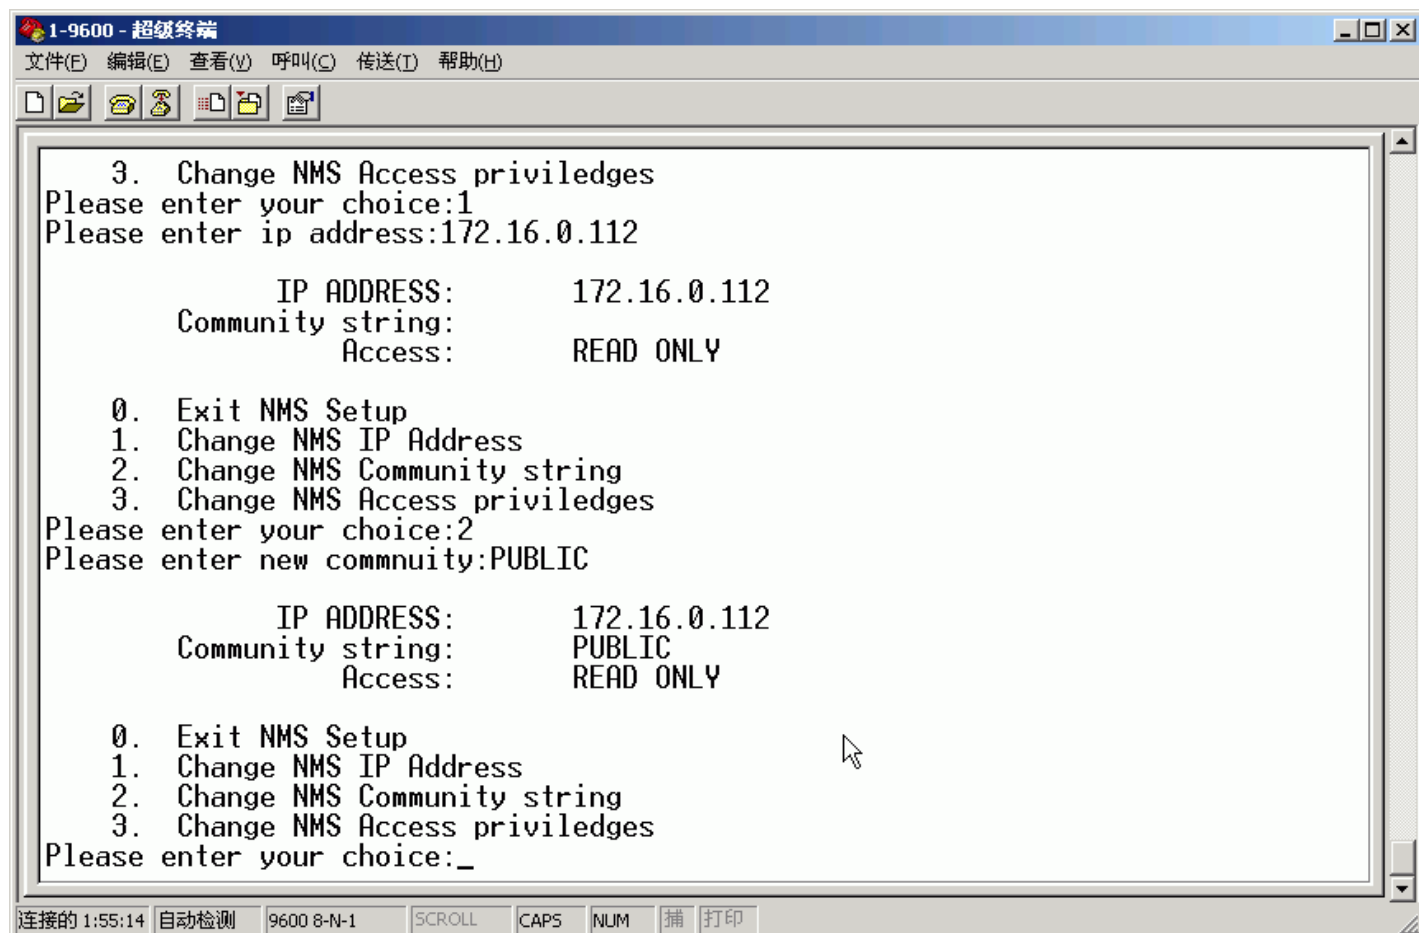 1-9600 - 超级终端
文件(F) 编辑(E) 查看(V) 呼叫(C) 传送(T) 帮助(H)
3. Change NMS Access priviledges
Please enter your choice:1
Please enter ip address:172.16.0.112
IP ADDRESS: 172.16.0.112
Community string:
Access: READ ONLY
0. Exit NMS Setup
1. Change NMS IP Address
2. Change NMS Community string
3. Change NMS Access priviledges
Please enter your choice:2
Please enter new commnuity:PUBLIC
IP ADDRESS: 172.16.0.112
Community string: PUBLIC
Access: READ ONLY
0. Exit NMS Setup
1. Change NMS IP Address
2. Change NMS Community string
3. Change NMS Access priviledges
Please enter your choice:_
连接的 1:55:14 自动检测 9600 8-N-1 SCROLL CAPS NUM 捕 打印